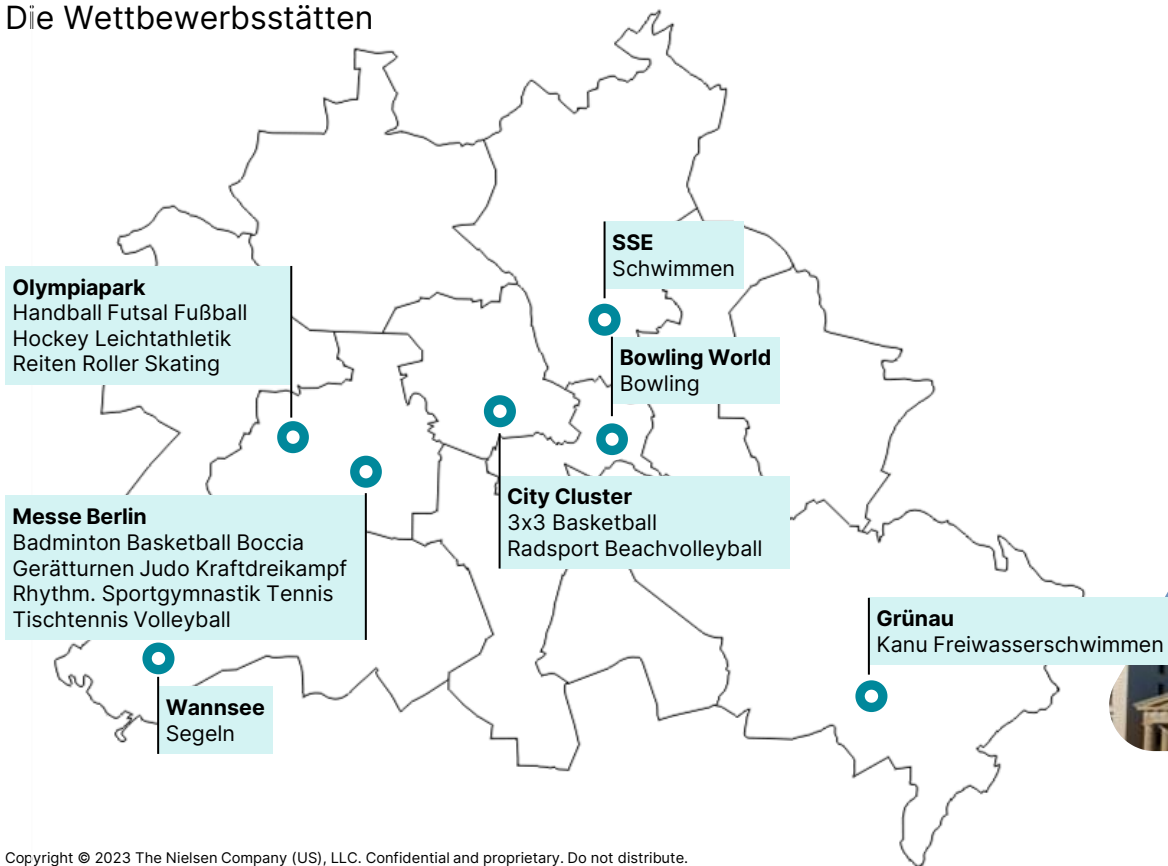 Die Wettbewerbsstätten
SSE
Schwimmen
Olympiapark
Handball Futsal Fußball
Hockey Leichtathletik
Reiten Roller Skating
Bowling World
Bowling
City Cluster
3x3 Basketball
Radsport Beachvolleyball
Messe Berlin
Badminton Basketball Boccia
Gerätturnen Judo Kraftdreikampf
Rhythm. Sportgymnastik Tennis
Tischtennis Volleyball
Grünau
Kanu Freiwasserschwimmen
Wannsee
Segeln
Copyright © 2023 The Nielsen Company (US), LLC. Confidential and proprietary. Do not distribute.